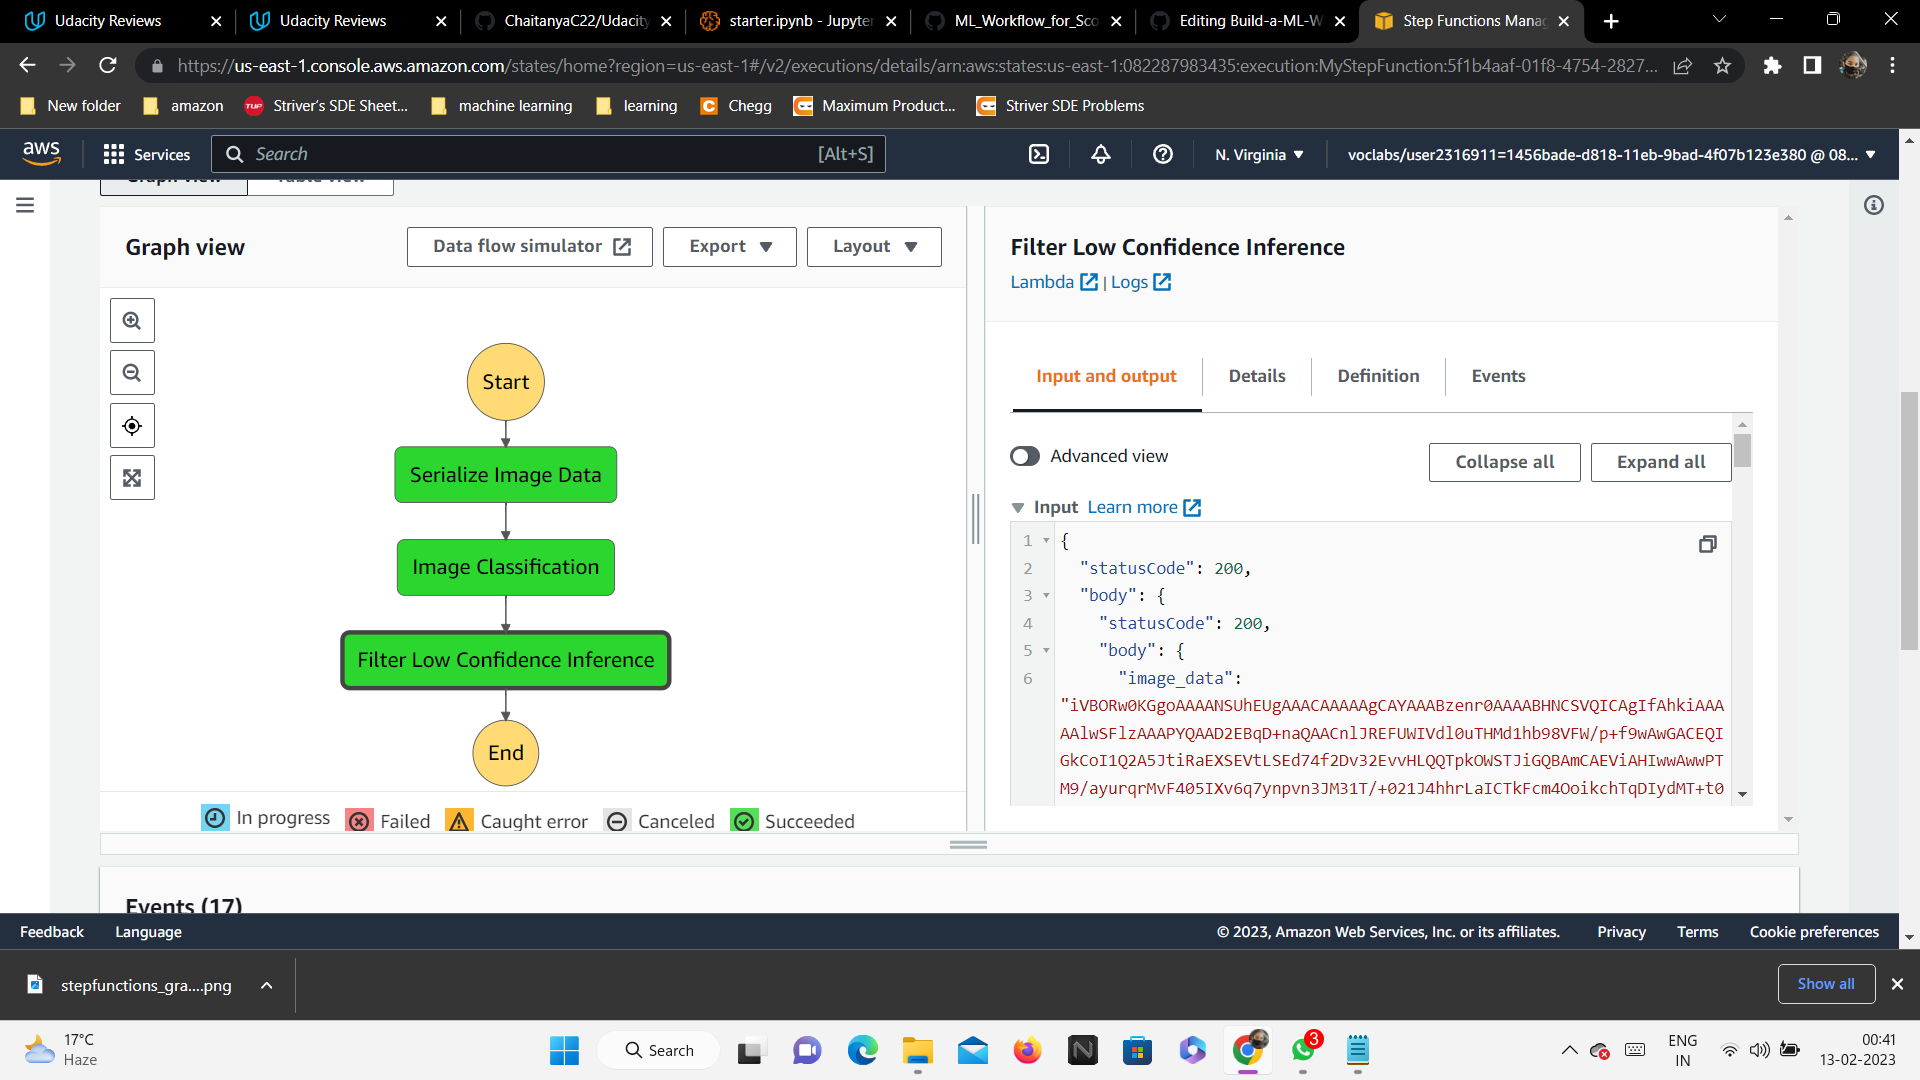 Udacity Reviews
Udacity Reviews
ChaitanyaC22/Udacity
starter.ipynb - Jupyter
ML_Workflow_for_Sco
Editing Build-a-ML-W
Step Functions Manag
https://us-east-1.console.aws.amazon.com/states/home?region=us-east-1#/v2/executions/details/arn:aws:states:us-east-1:082287983435:execution:MyStepFunction:5f1b4aaf-01f8-4754-2827...
New folder
amazon
Striver's SDE Sheet...
machine learning
learning
Chegg
Maximum Product...
Striver SDE Problems
aws
Services
Search
[Alt+S]
N. Virginia
voclabs/user2316911=1456bade-d818-11eb-9bad-4f07b123e380 @ 08...
Graph view
Table view
Graph view
Data flow simulator
Export
Layout
Start
Serialize Image Data
Image Classification
Filter Low Confidence Inference
End
In progress
Failed
Caught error
Canceled
Succeeded
Filter Low Confidence Inference
Lambda | Logs
Input and output
Details
Definition
Events
Advanced view
Collapse all
Expand all
Input Learn more
1 {
2 "statusCode": 200,
3 "body": {
4 "statusCode": 200,
5 "body": {
6 "image_data":
"iVBORw0KGgoAAAANSUhEUgAAACAAAAAgCAYAAABzenr0AAAABHNCSVQICAgIfAhkiAAA
AAlwSFlzAAAPYQAAD2EBqD+naQAACnlJREFUWIVdl0uTHMd1hb98VFW/p+f9wAwGACEQI
GkCoI1Q2A5JtiRaEXSEVtLSEd74f2Dv32EvvHLQQTpkOWSTJiGQBAmCAEViAHIwwAwwPT
M9/ayurqrMvF405IXv6q7ynpvn3JM31T/+021J4hhrLaICTkFcm4OoikchTqDIydMT+t0
Events (17)
Feedback
Language
© 2023, Amazon Web Services, Inc. or its affiliates.
Privacy
Terms
Cookie preferences
stepfunctions_gra....png
Show all
17°C
Haze
Search
3
ENG
IN
00:41
13-02-2023